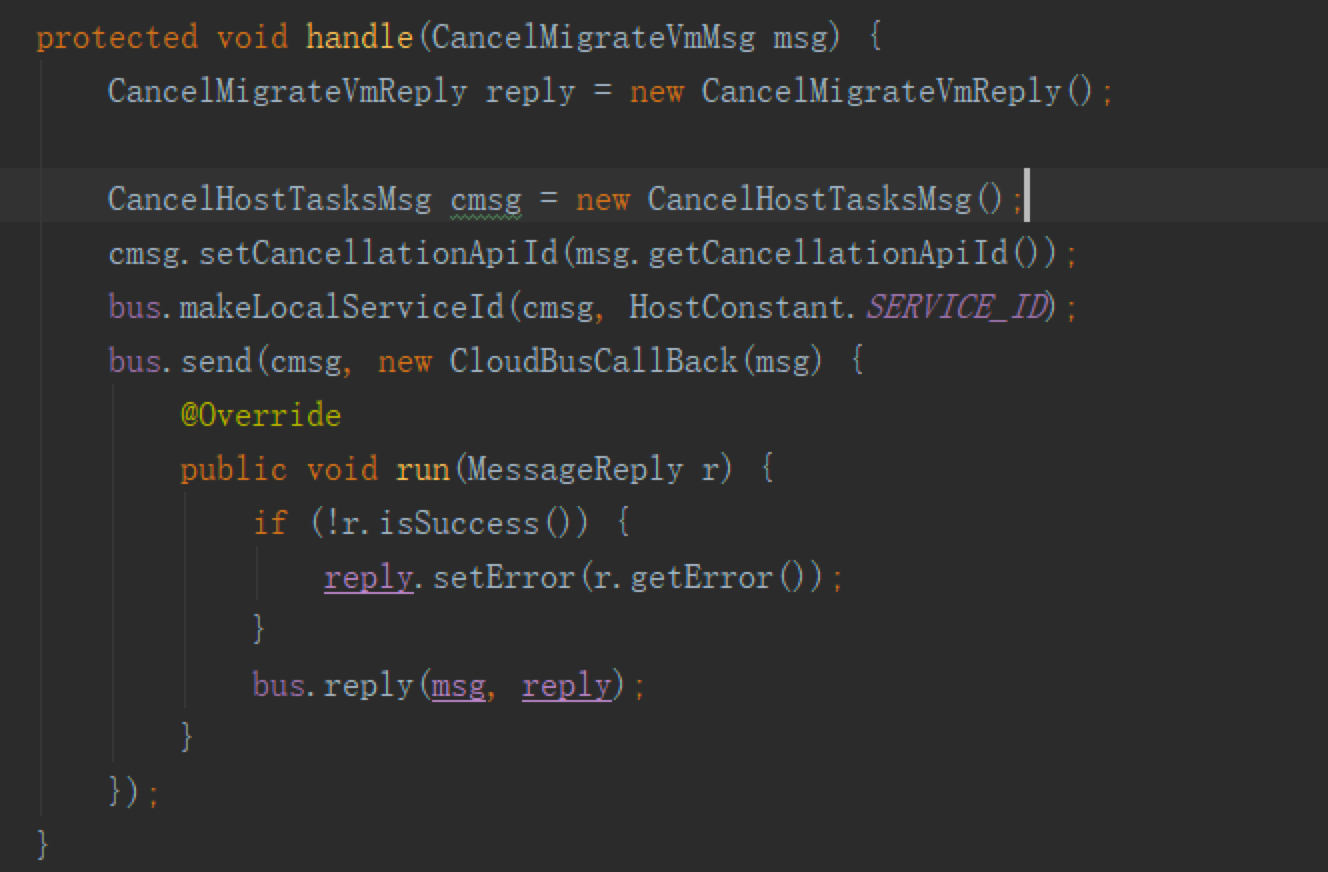 protected void handle(CancelMigrateVmMsg msg) {
CancelMigrateVmReply reply = new CancelMigrateVmReply();
CancelHostTasksMsg cmsg = new CancelHostTasksMsg();
cmsg.setCancellationApiId(msg.getCancellationApiId());
bus.makeLocalServiceId(cmsg, HostConstant.SERVICE_ID);
bus.send(cmsg, new CloudBusCallBack(msg) {
@Override
public void run(MessageReply r) {
if (!r.isSuccess()) {
reply.setError(r.getError());
}
bus.reply(msg, reply);
}
});
}